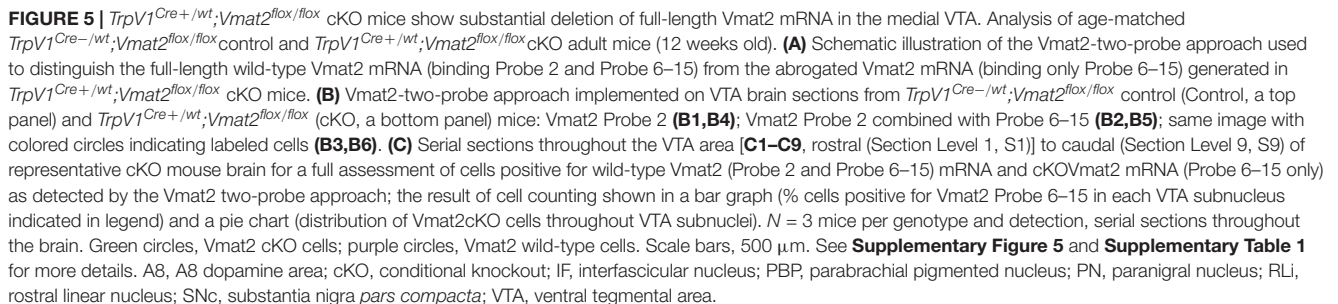 FIGURE 5 | TrpV1Cre+/wt;Vmat2flox/flox cKO mice show substantial deletion of full-length Vmat2 mRNA in the medial VTA. Analysis of age-matched
TrpV1Cre−/wt;Vmat2flox/floxcontrol and TrpV1Cre+/wt;Vmat2flox/floxcKO adult mice (12 weeks old). (A) Schematic illustration of the Vmat2-two-probe approach used
to distinguish the full-length wild-type Vmat2 mRNA (binding Probe 2 and Probe 6–15) from the abrogated Vmat2 mRNA (binding only Probe 6–15) generated in
TrpV1Cre+/wt;Vmat2flox/flox cKO mice. (B) Vmat2-two-probe approach implemented on VTA brain sections from TrpV1Cre−/wt;Vmat2flox/flox control (Control, a top
panel) and TrpV1Cre+/wt;Vmat2flox/flox (cKO, a bottom panel) mice: Vmat2 Probe 2 (B1,B4); Vmat2 Probe 2 combined with Probe 6–15 (B2,B5); same image with
colored circles indicating labeled cells (B3,B6). (C) Serial sections throughout the VTA area [C1–C9, rostral (Section Level 1, S1)] to caudal (Section Level 9, S9) of
representative cKO mouse brain for a full assessment of cells positive for wild-type Vmat2 (Probe 2 and Probe 6–15) mRNA and cKOVmat2 mRNA (Probe 6–15 only)
as detected by the Vmat2 two-probe approach; the result of cell counting shown in a bar graph (% cells positive for Vmat2 Probe 6–15 in each VTA subnucleus
indicated in legend) and a pie chart (distribution of Vmat2cKO cells throughout VTA subnuclei). N = 3 mice per genotype and detection, serial sections throughout
the brain. Green circles, Vmat2 cKO cells; purple circles, Vmat2 wild-type cells. Scale bars, 500 μm. See Supplementary Figure 5 and Supplementary Table 1
for more details. A8, A8 dopamine area; cKO, conditional knockout; IF, interfascicular nucleus; PBP, parabrachial pigmented nucleus; PN, paranigral nucleus; RLi,
rostral linear nucleus; SNc, substantia nigra pars compacta; VTA, ventral tegmental area.